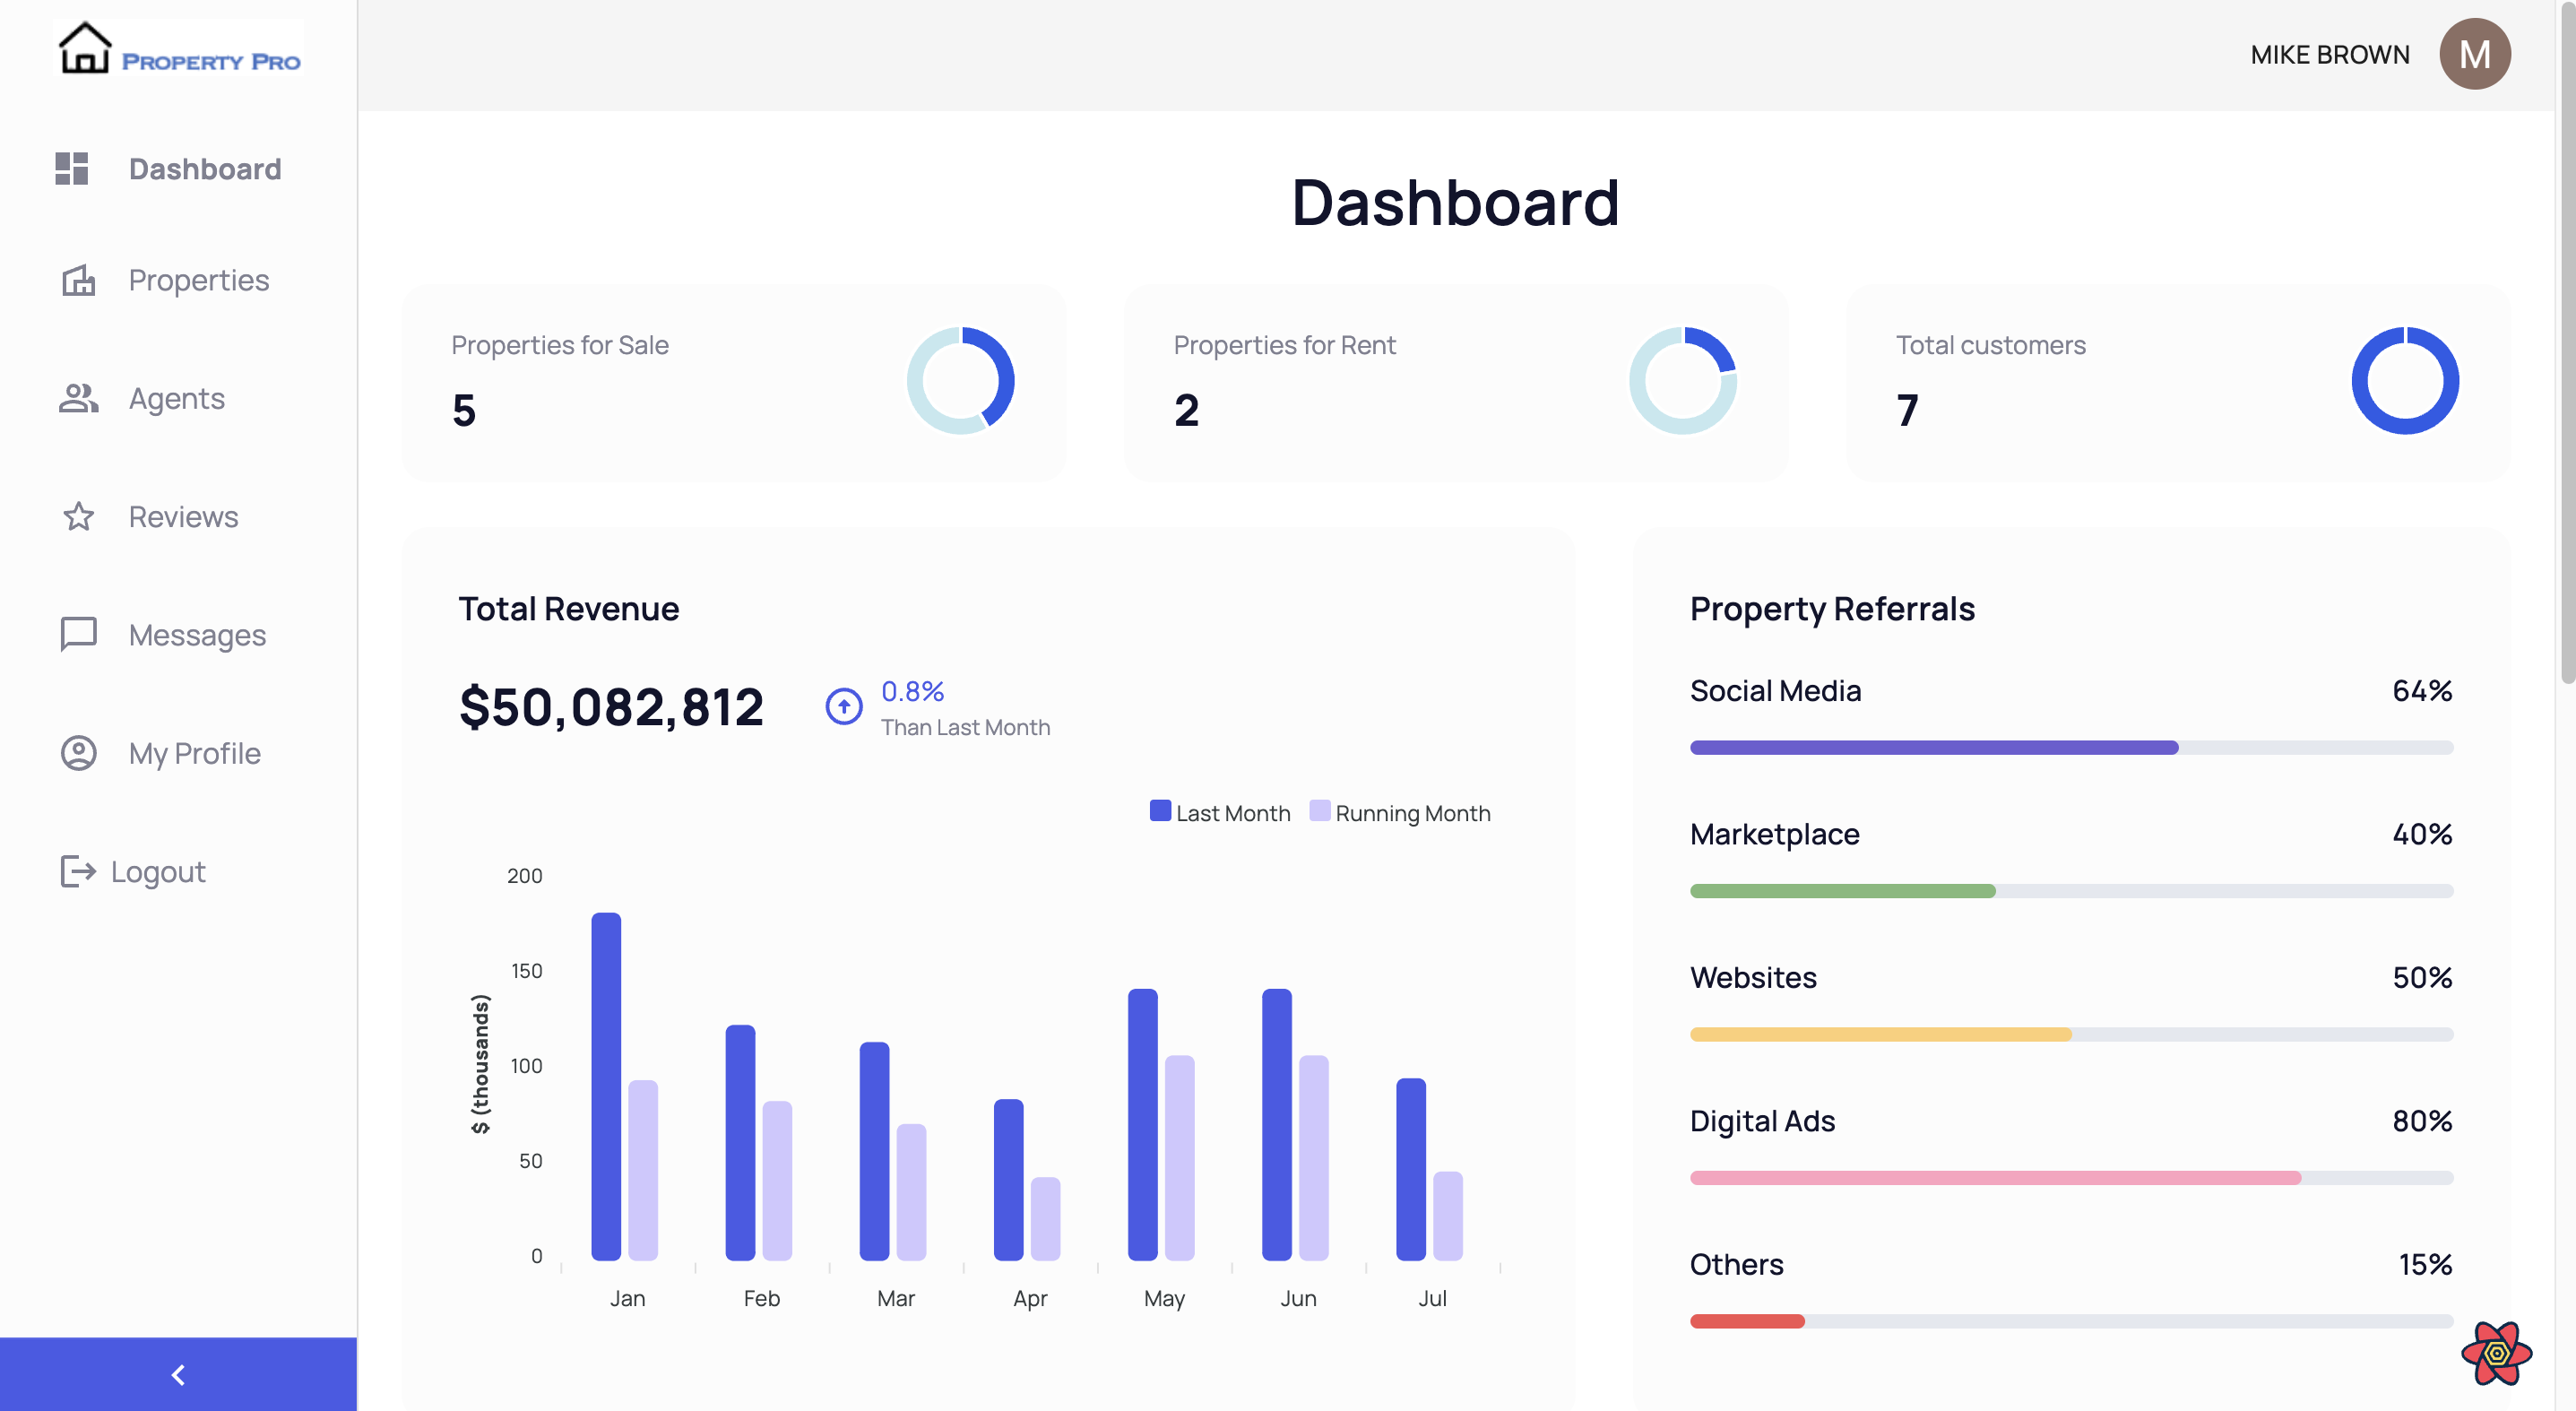 PROPERTY PRO
MIKE BROWN
M
Dashboard
Properties
Agents
Reviews
Messages
My Profile
Logout
Dashboard
Properties for Sale
5
Properties for Rent
2
Total customers
7
Total Revenue
$50,082,812
0.8%
Than Last Month
Last Month
Running Month
$ (thousands)
200
150
100
50
0
Jan
Feb
Mar
Apr
May
Jun
Jul
Property Referrals
Social Media
64%
Marketplace
40%
Websites
50%
Digital Ads
80%
Others
15%